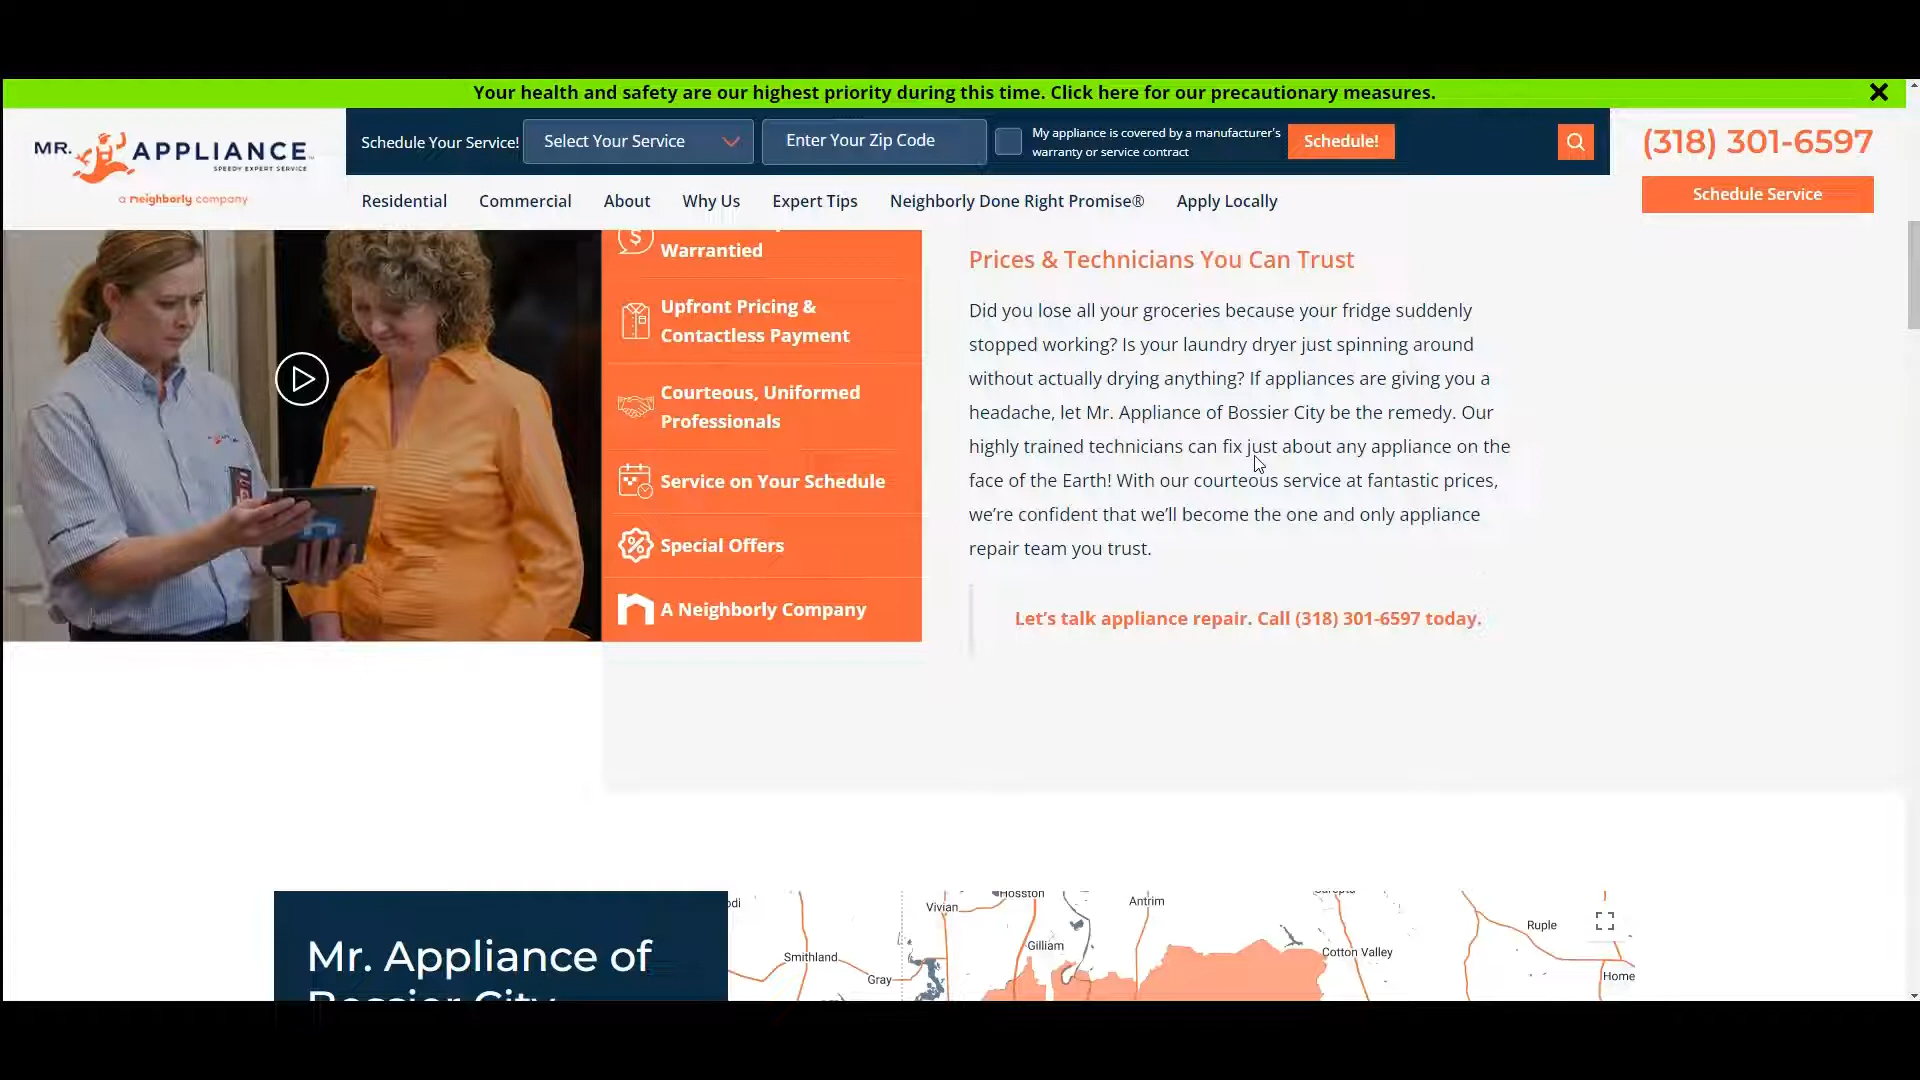 Your health and safety are our highest priority during this time. Click here for our precautionary measures.
MR. APPLIANCE
SPEEDY EXPERT SERVICE
a neighborly company
Schedule Your Service!
Select Your Service
Enter Your Zip Code
My appliance is covered by a manufacturer's
warranty or service contract
Schedule!
(318) 301-6597
Schedule Service
Residential
Commercial
About
Why Us
Expert Tips
Neighborly Done Right Promise®
Apply Locally
Warrantied
Upfront Pricing &
Contactless Payment
Courteous, Uniformed
Professionals
Service on Your Schedule
Special Offers
A Neighborly Company
Prices & Technicians You Can Trust
Did you lose all your groceries because your fridge suddenly
stopped working? Is your laundry dryer just spinning around
without actually drying anything? If appliances are giving you a
headache, let Mr. Appliance of Bossier City be the remedy. Our
highly trained technicians can fix just about any appliance on the
face of the Earth! With our courteous service at fantastic prices,
we’re confident that we’ll become the one and only appliance
repair team you trust.
Let’s talk appliance repair. Call (318) 301-6597 today.
Mr. Appliance of
Bossier City
Hosston
Vivian
Antrim
Gilliam
Smithland
Gray
Cotton Valley
Ruple
Home